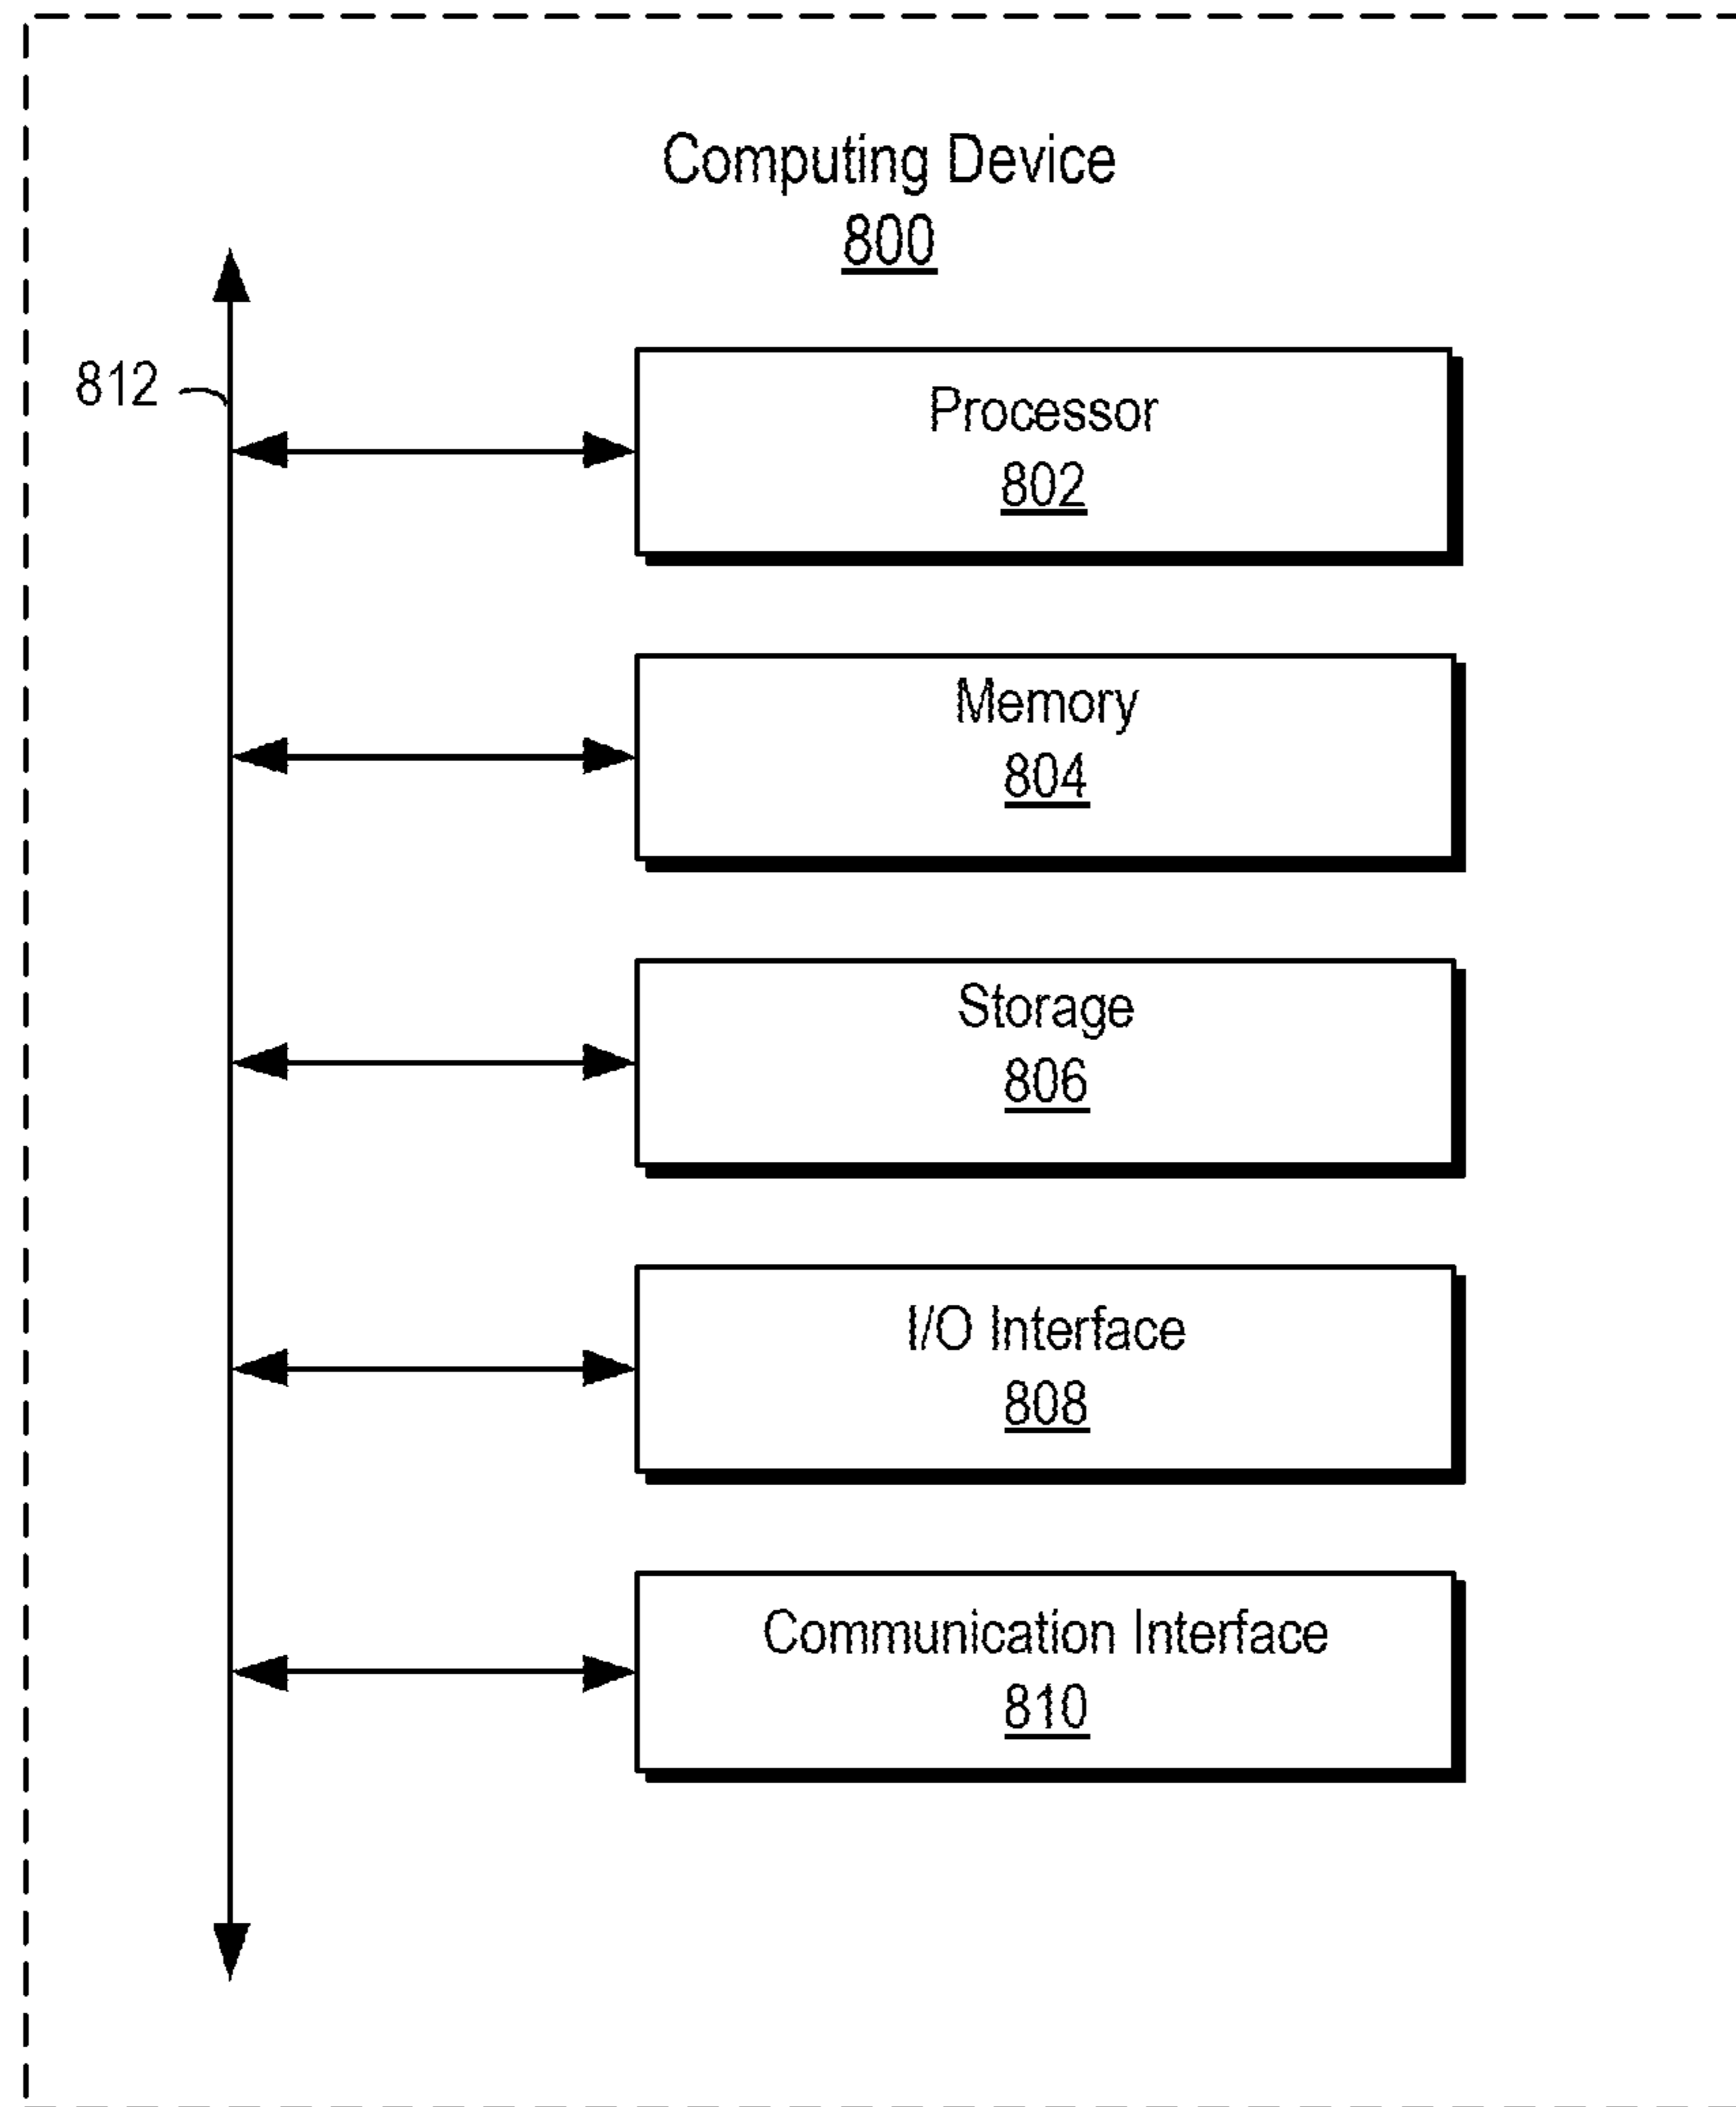 Computing Device
800
812
Processor
802
Memory
804
Storage
806
I/O Interface
808
Communication Interface
810